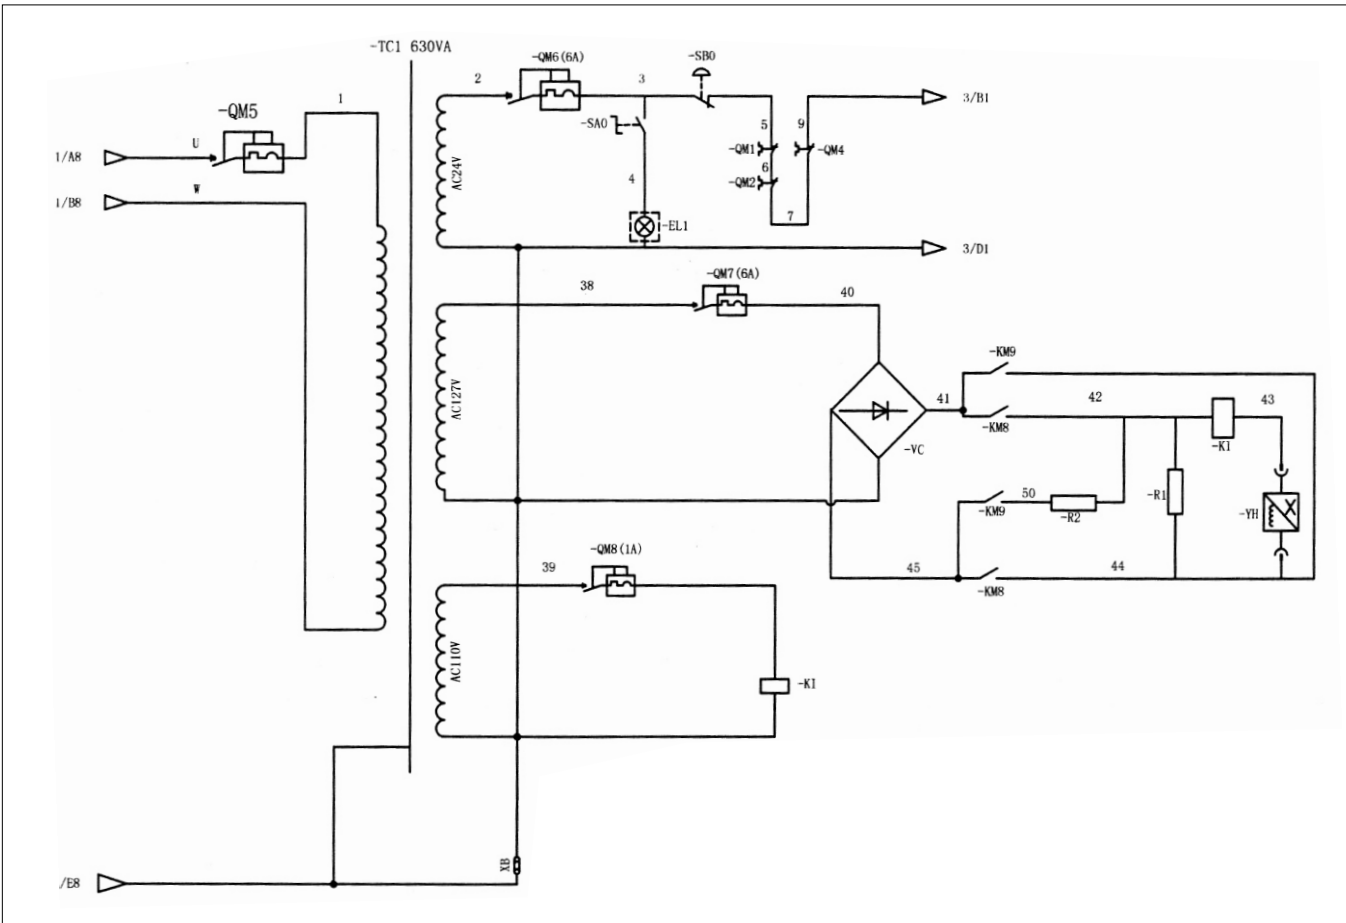 -TC1 630VA
-QM6(6A)
-SB0
2
3
-QM5
1
3/B1
-SA0
5
9
U
-QM1
-QM4
1/A8
AC24V
6
-QM2
4
W
1/B8
7
-EL1
3/D1
-QM7(6A)
38
40
-KM9
AC127V
41
42
43
-KM8
-VC
-KI
50
-R1
-KM9
-R2
-YH
-QM8(1A)
39
45
44
-KM8
AC110V
-KI
XB
/E8